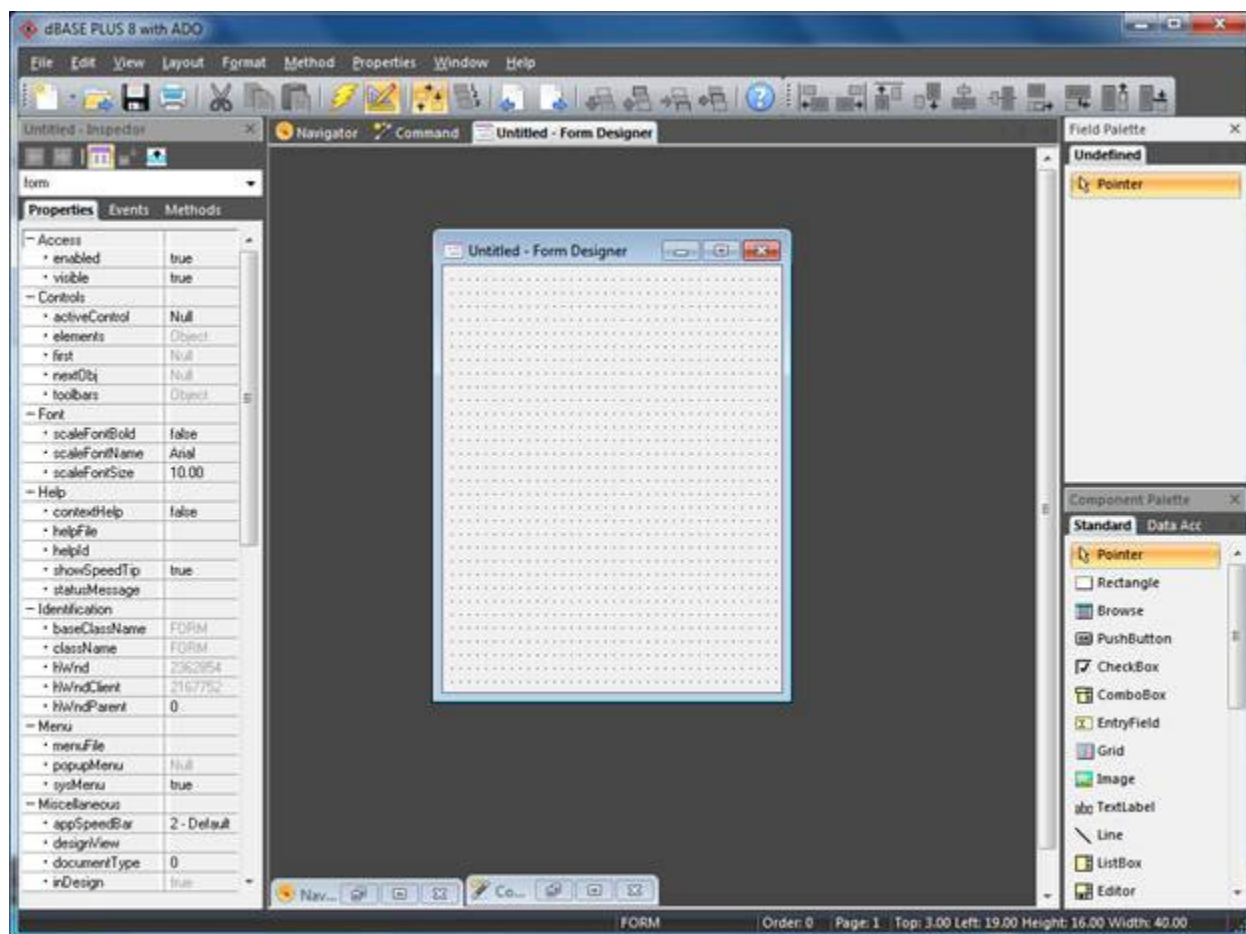 dBASE PLUS 8 with ADO
File Edit View Layout Format Method Properties Window Help
Untitled - Inspector
form
Properties Events Methods
Access
enabled true
visible true
Controls
activeControl Null
elements Object
first Null
nextObj Null
toolbars Object
Font
scaleFontBold false
scaleFontName Arial
scaleFontSize 10.00
Help
contextHelp false
helpFile
helpId
showSpeedTip true
statusMessage
Identification
baseClassName FORM
className FORM
hWnd 2362854
hWndClient 2167752
hWndParent 0
Menu
menuFile
popupMenu Null
sysMenu true
Miscellaneous
appSpeedBar 2 - Default
designView
documentType 0
inDesign true
Navigator Command Untitled - Form Designer
Untitled - Form Designer
Nav... Co...
Field Palette
Undefined
Pointer
Component Palette
Standard Data Acc
Pointer
Rectangle
Browse
PushButton
CheckBox
ComboBox
EntryField
Grid
Image
abc TextLabel
Line
ListBox
Editor
FORM Order: 0 Page: 1 Top: 3.00 Left: 19.00 Height: 16.00 Width: 40.00